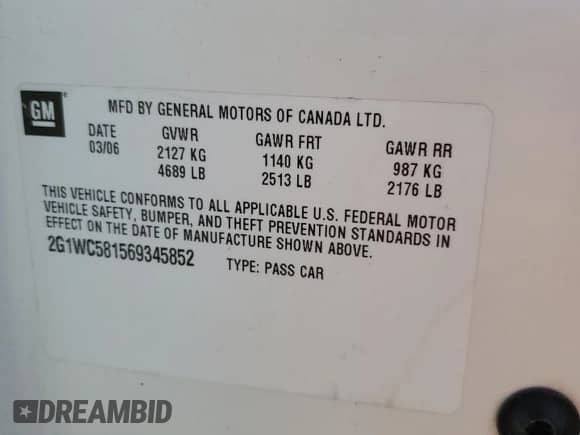 GM
MFD BY GENERAL MOTORS OF CANADA LTD.
DATE GVWR GAWR FRT GAWR RR
03/06 2127 KG 1140 KG 987 KG
4689 LB 2513 LB 2176 LB
THIS VEHICLE CONFORMS TO ALL APPLICABLE U.S. FEDERAL MOTOR
VEHICLE SAFETY, BUMPER, AND THEFT PREVENTION STANDARDS IN
EFFECT ON THE DATE OF MANUFACTURE SHOWN ABOVE.
2G1WC581569345852 TYPE: PASS CAR
DREAMBID